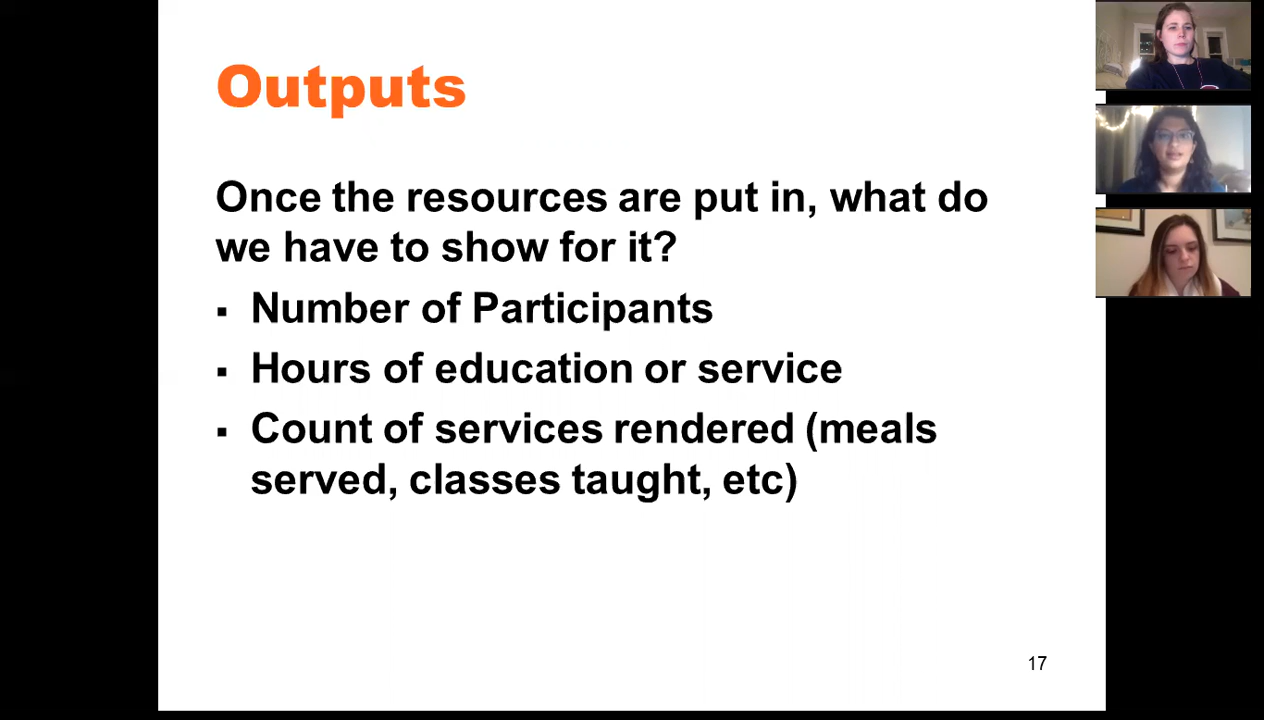 Outputs
Once the resources are put in, what do
we have to show for it?
▪ Number of Participants
▪ Hours of education or service
▪ Count of services rendered (meals
served, classes taught, etc)
17